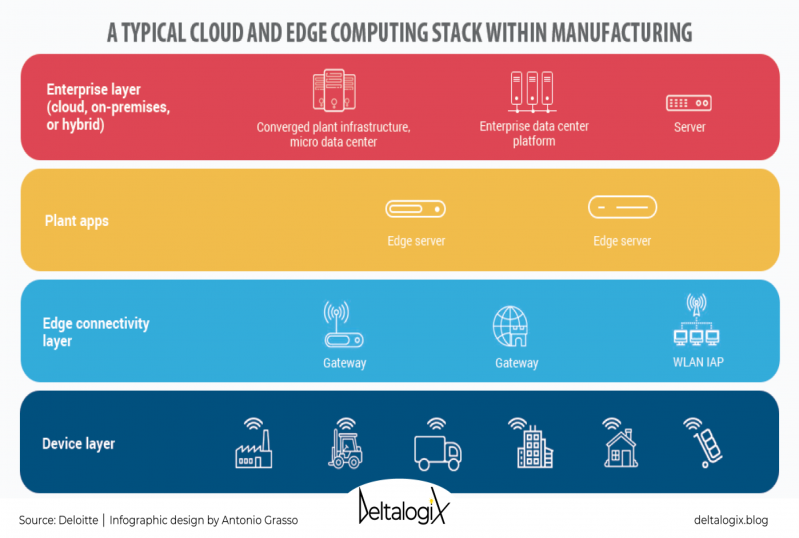 A TYPICAL CLOUD AND EDGE COMPUTING STACK WITHIN MANUFACTURING
Enterprise layer
(cloud, on-premises,
or hybrid)
Converged plant infrastructure,
micro data center
Enterprise data center
platform
Server
Plant apps
Edge server
Edge server
Edge connectivity
layer
Gateway
Gateway
WLAN IAP
Device layer
Source: Deloitte | Infographic design by Antonio Grasso
DeltalogiX
deltalogix.blog